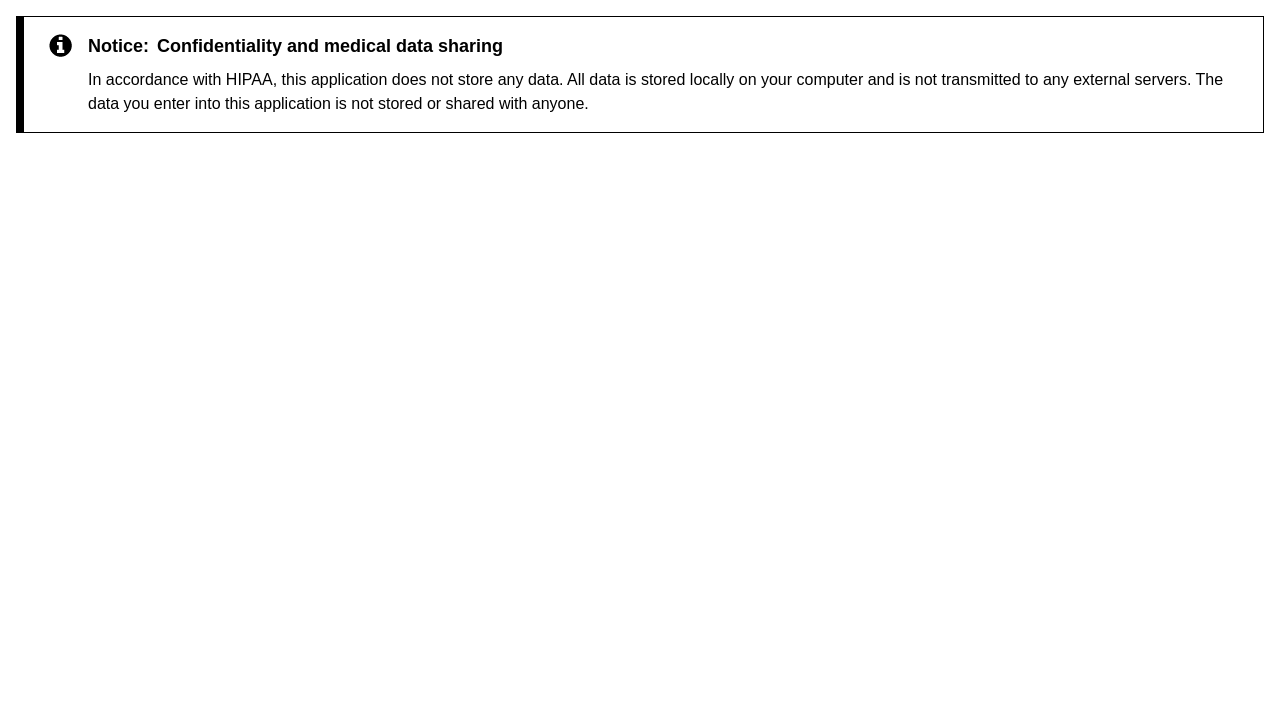 Notice: Confidentiality and medical data sharing
In accordance with HIPAA, this application does not store any data. All data is stored locally on your computer and is not transmitted to any external servers. The
data you enter into this application is not stored or shared with anyone.